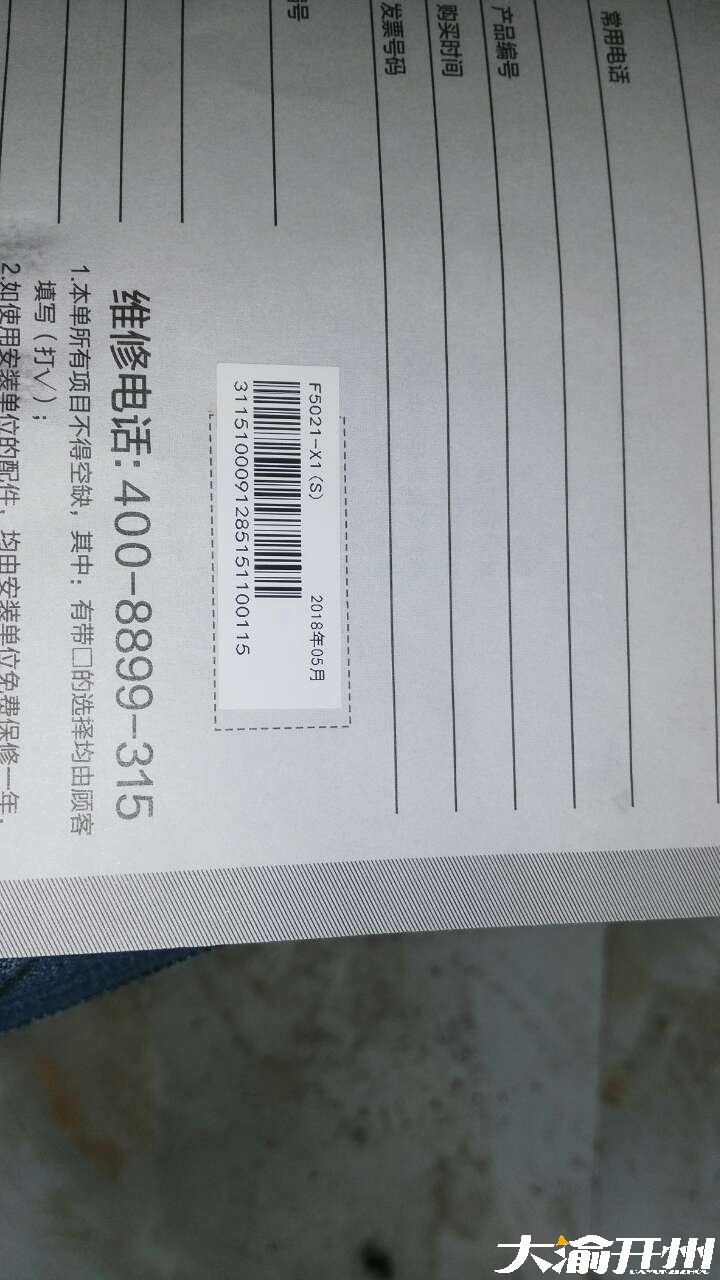 常用电话
产品编号
购买时间
发票号码
号
F5021-X1(S) 2018年05月
3115100091285151100115
维修电话：400-8899-315
1.本单所有项目不得空缺，其中：有带□的选择均由顾客
填写（打√）；
2.如使用安装单位的配件，均由安装单位免费保修一年，
大渝开州